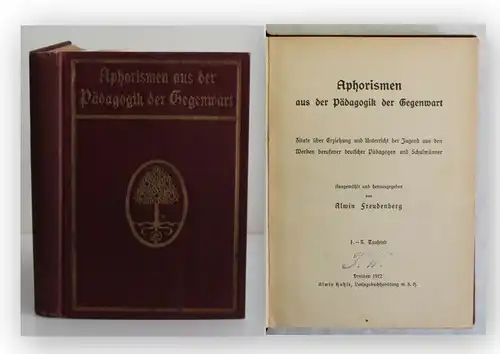 Aphorismen aus der
Pädagogik der Gegenwart
Aphorismen
aus der Pädagogik der Gegenwart
Zitate über Erziehung und Unterricht der Jugend aus den
Werken berufener deutscher Pädagogen und Schulmänner
Ausgewählt und herausgegeben
von
Alwin Freudenberg
1.–5. Tausend
Dresden 1922
Alwin Huhle, Verlagsbuchhandlung m. b. H.